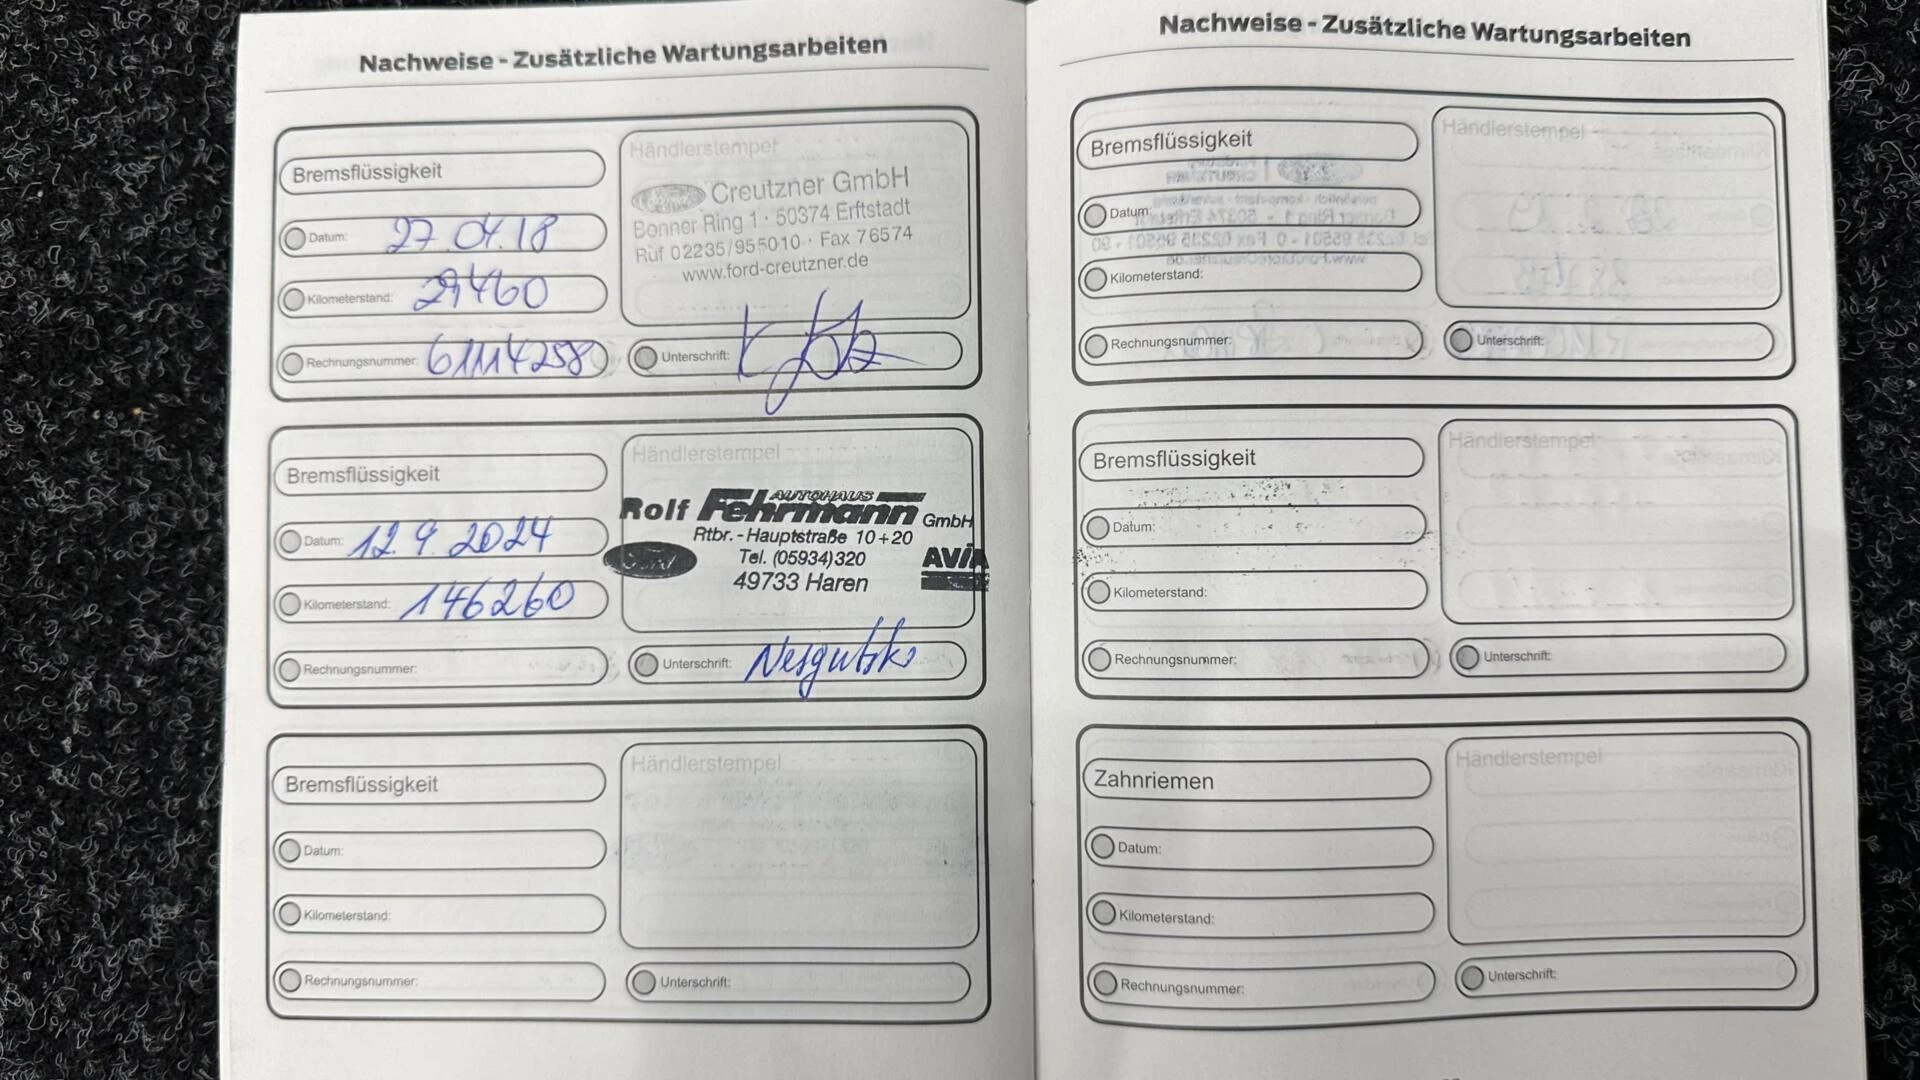 Nachweise - Zusätzliche Wartungsarbeiten
Bremsflüssigkeit
Datum: 27.04.18
Kilometerstand: 29460
Rechnungsnummer: 61114258
Händlerstempel
Creutzner GmbH
Bonner Ring 1 · 50374 Erftstadt
Ruf 02235/955010 · Fax 76574
www.ford-creutzner.de
Unterschrift:
Bremsflüssigkeit
Datum: 12.9.2024
Kilometerstand: 146260
Rechnungsnummer:
Händlerstempel
AUTOHAUS
Rolf Fehrmann GmbH
Rtbr.-Hauptstraße 10+20
Tel. (05934) 320
49733 Haren
Ford
AVIA
Unterschrift:
Bremsflüssigkeit
Datum:
Kilometerstand:
Rechnungsnummer:
Händlerstempel
Unterschrift:
Nachweise - Zusätzliche Wartungsarbeiten
Bremsflüssigkeit
Datum:
Kilometerstand:
Rechnungsnummer:
Händlerstempel
Unterschrift:
Bremsflüssigkeit
Datum:
Kilometerstand:
Rechnungsnummer:
Händlerstempel
Unterschrift:
Zahnriemen
Datum:
Kilometerstand:
Rechnungsnummer:
Händlerstempel
Unterschrift: